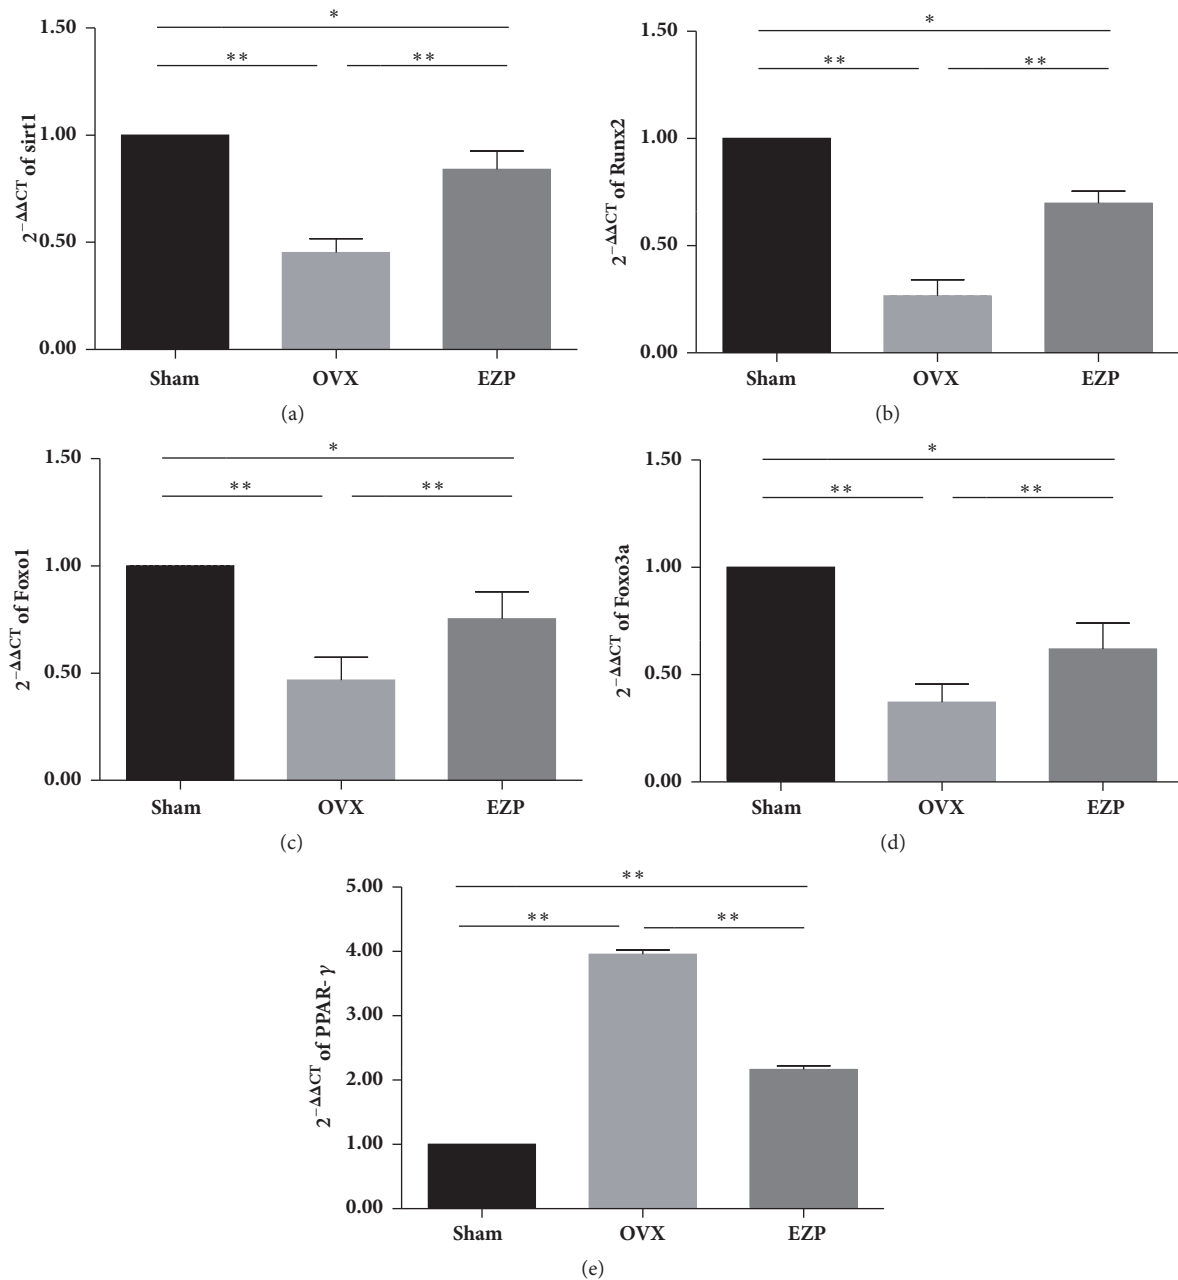 1.50
1.00
0.50
0.00
2⁻ΔΔCT of sirt1
*
**
**
Sham
OVX
EZP
(a)
1.50
1.00
0.50
0.00
2⁻ΔΔCT of Runx2
*
**
**
Sham
OVX
EZP
(b)
1.50
1.00
0.50
0.00
2⁻ΔΔCT of Foxo1
*
**
**
Sham
OVX
EZP
(c)
1.50
1.00
0.50
0.00
2⁻ΔΔCT of Foxo3a
*
**
**
Sham
OVX
EZP
(d)
5.00
4.00
3.00
2.00
1.00
0.00
2⁻ΔΔCT of PPAR-γ
**
**
**
Sham
OVX
EZP
(e)